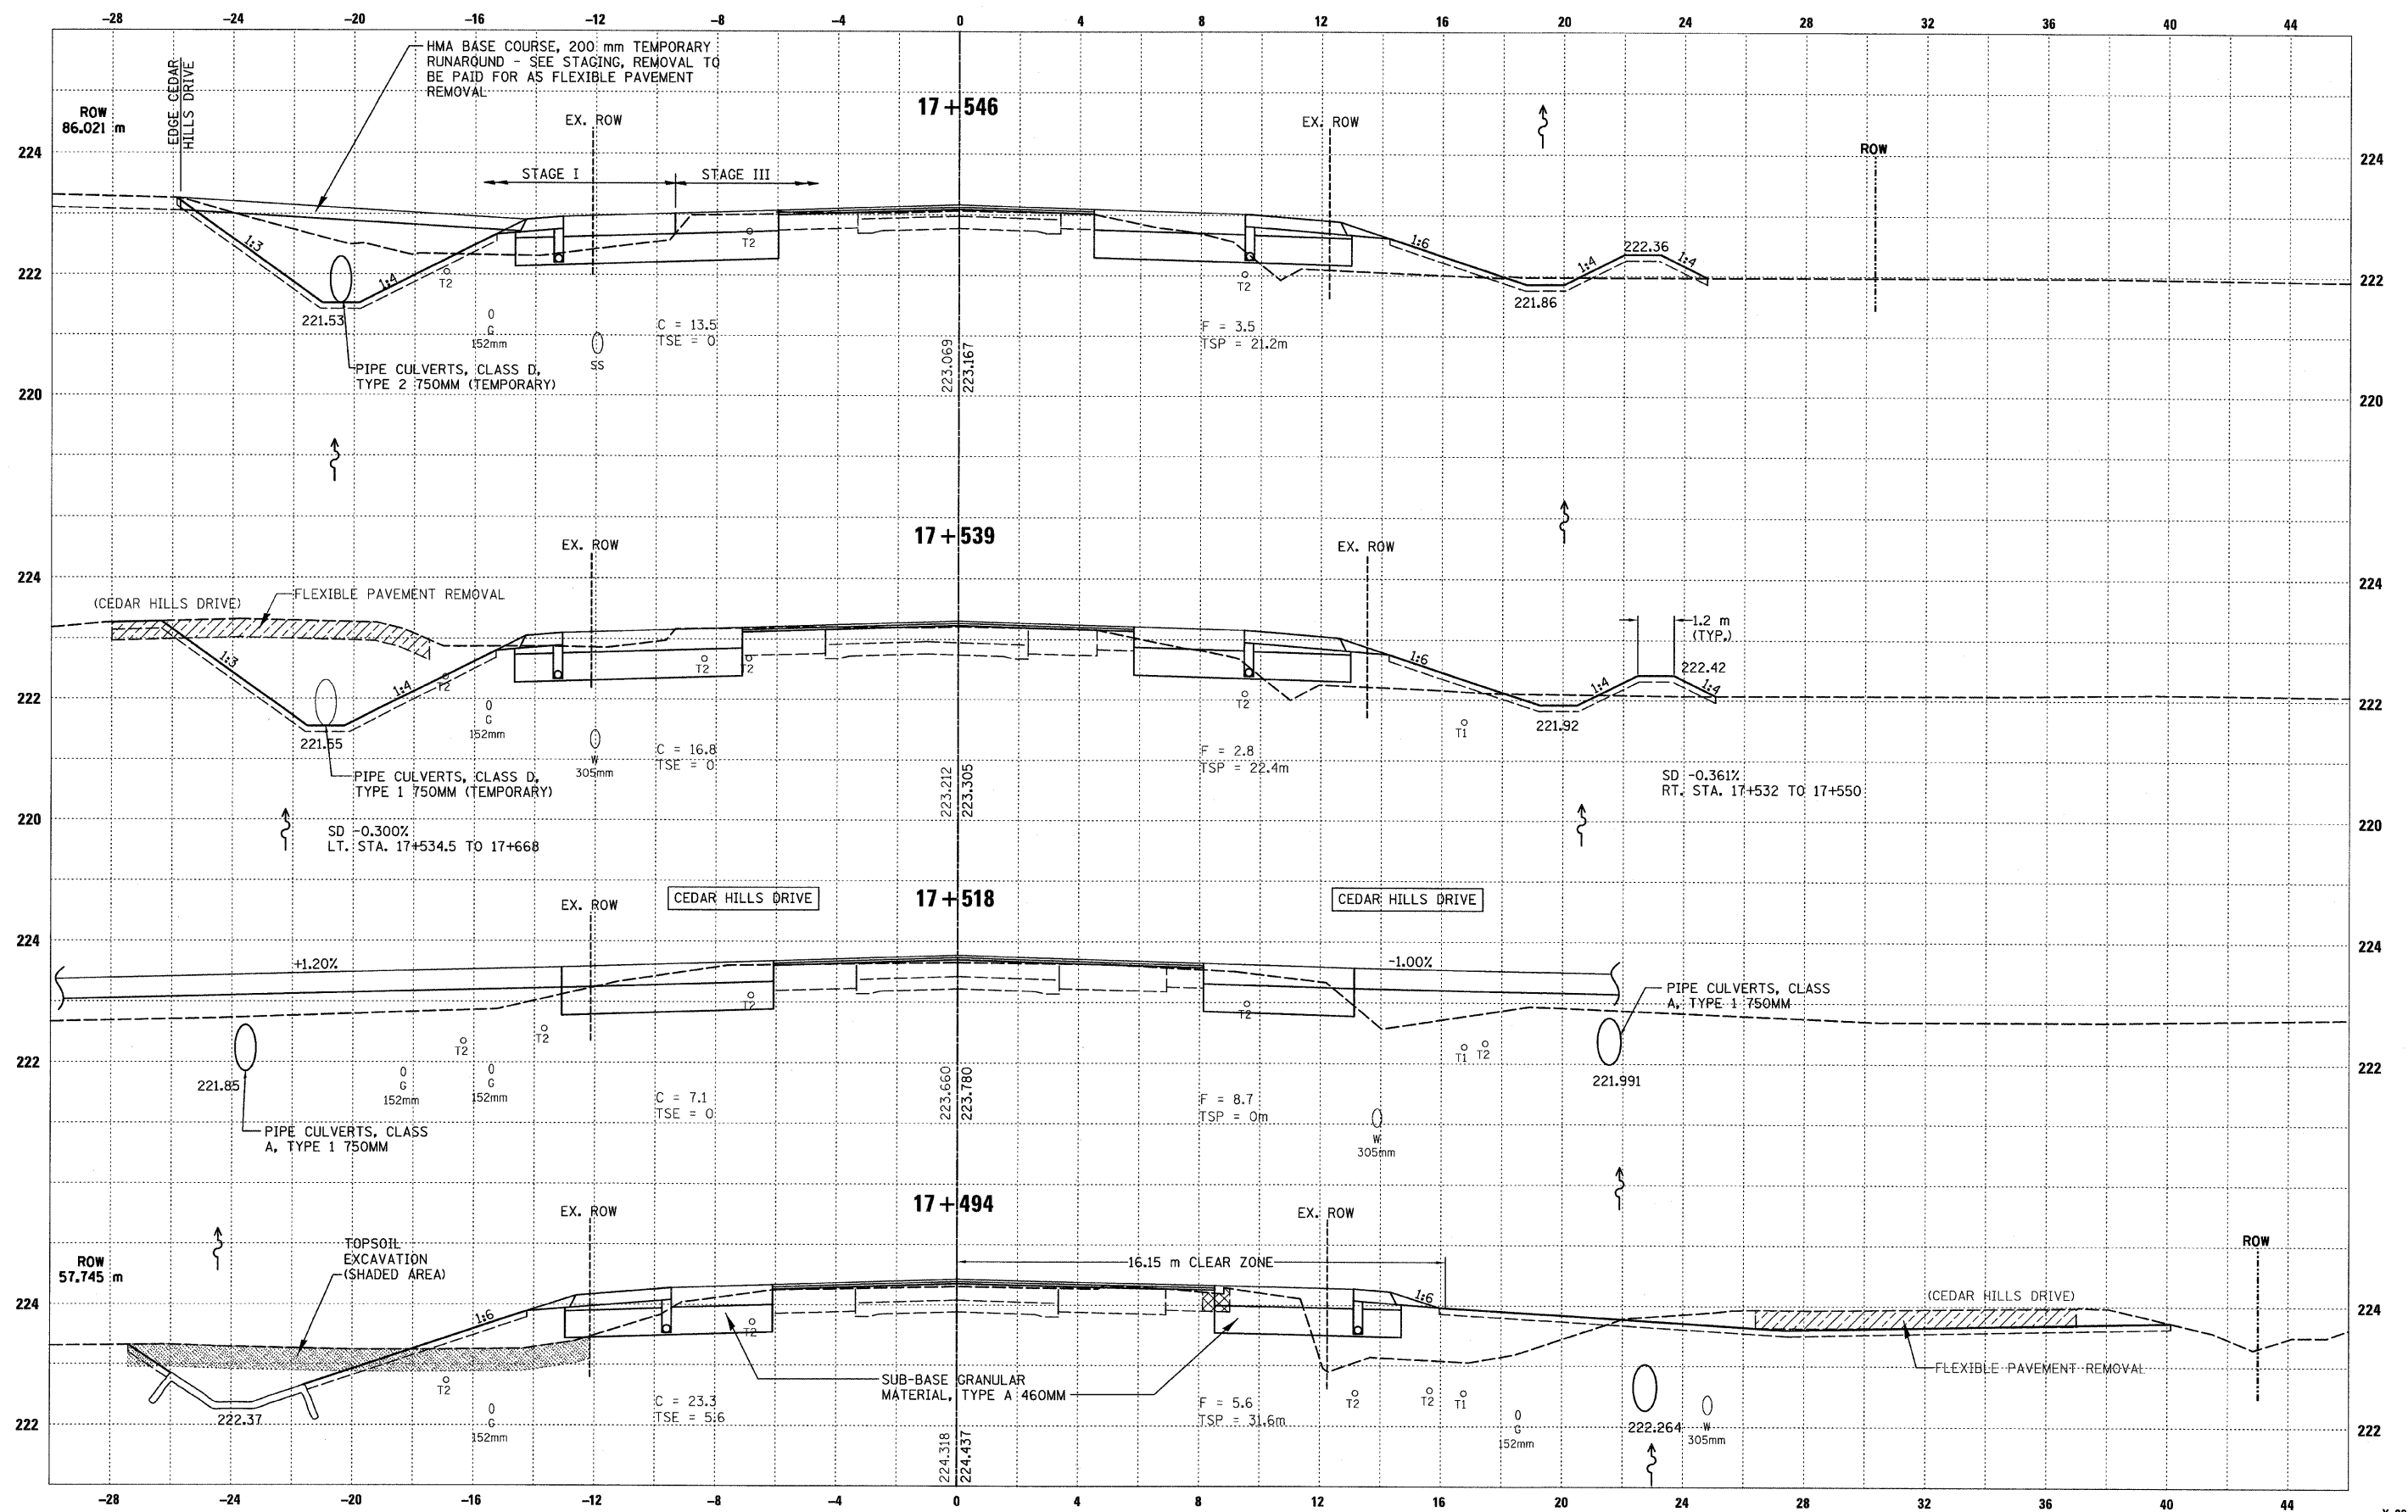 -28 -24 -20 -16 -12 -8 -4 0 4 8 12 16 20 24 28 32 36 40 44
HMA BASE COURSE, 200 mm TEMPORARY
RUNAROUND - SEE STAGING, REMOVAL TO
BE PAID FOR AS FLEXIBLE PAVEMENT
REMOVAL
EDGE CEDAR
HILLS DRIVE
ROW
86.021 m
17+546
EX. ROW
EX. ROW
ROW
224
224
STAGE I
STAGE III
1:3
1:4
T2
T2
T2
1:6
1:4
222.36
1:4
222
222
221.53
221.86
0
G
152mm
SS
C = 13.5
TSE = 0
F = 3.5
TSP = 21.2m
223.069
223.167
PIPE CULVERTS, CLASS D,
TYPE 2 750MM (TEMPORARY)
220
220
17+539
EX. ROW
EX. ROW
224
224
(CEDAR HILLS DRIVE)
FLEXIBLE PAVEMENT REMOVAL
1.2 m
(TYP.)
1:3
1:4
T2
T2
T2
T2
1:6
1:4
222.42
1:4
222
222
221.55
221.92
0
G
152mm
W
305mm
T1
C = 16.8
TSE = 0
F = 2.8
TSP = 22.4m
223.212
223.305
PIPE CULVERTS, CLASS D,
TYPE 1 750MM (TEMPORARY)
SD -0.361%
RT. STA. 17+532 TO 17+550
220
220
SD -0.300%
LT. STA. 17+534.5 TO 17+668
17+518
EX. ROW
CEDAR HILLS DRIVE
CEDAR HILLS DRIVE
224
224
+1.20%
-1.00%
PIPE CULVERTS, CLASS
A, TYPE 1 750MM
T2
T2
T2
T2
T1
T2
222
222
221.85
221.991
0
G
152mm
0
G
152mm
C = 7.1
TSE = 0
F = 8.7
TSP = 0m
223.660
223.780
W
305mm
PIPE CULVERTS, CLASS
A, TYPE 1 750MM
17+494
EX. ROW
EX. ROW
ROW
ROW
57.745 m
TOPSOIL
EXCAVATION
(SHADED AREA)
16.15 m CLEAR ZONE
(CEDAR HILLS DRIVE)
224
224
1:6
1:6
T2
T2
FLEXIBLE PAVEMENT REMOVAL
SUB-BASE GRANULAR
MATERIAL, TYPE A 460MM
T2
T2
T1
222
222
222.37
222.264
0
G
152mm
C = 23.3
TSE = 5.6
F = 5.6
TSP = 31.6m
0
G
152mm
W
305mm
224.318
224.437
-28 -24 -20 -16 -12 -8 -4 0 4 8 12 16 20 24 28 32 36 40 44